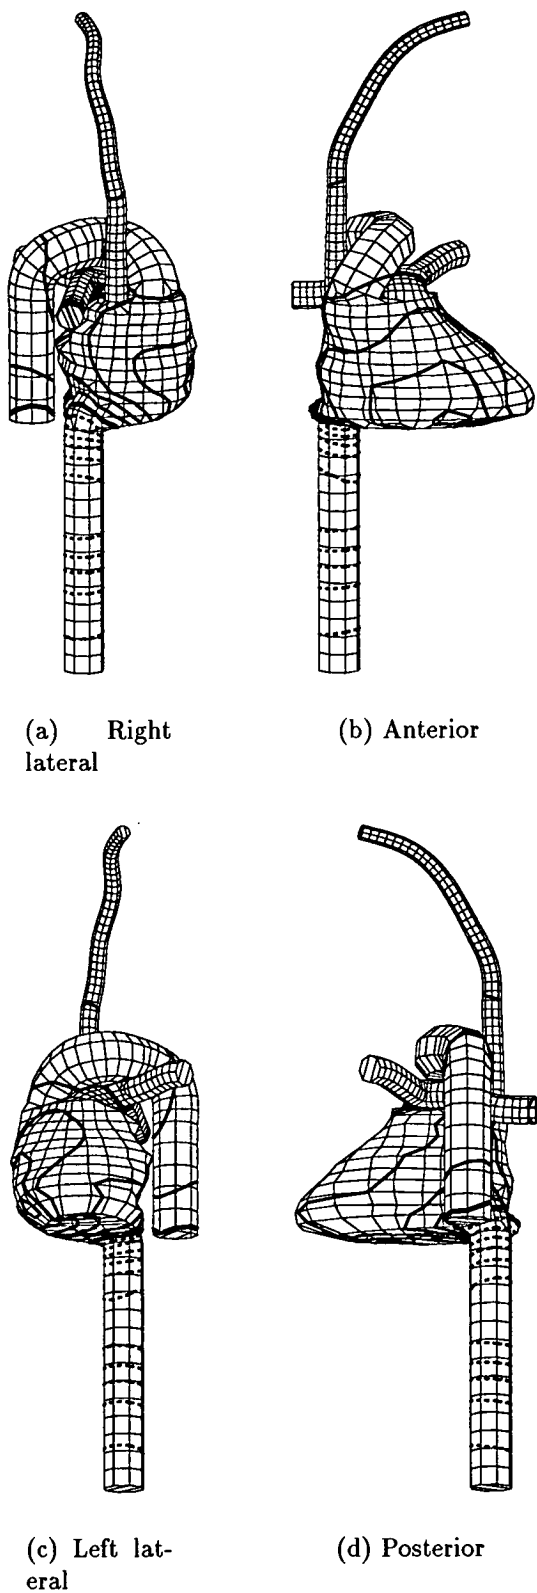 (a) Right
lateral
(b) Anterior
(c) Left lat-
eral
(d) Posterior